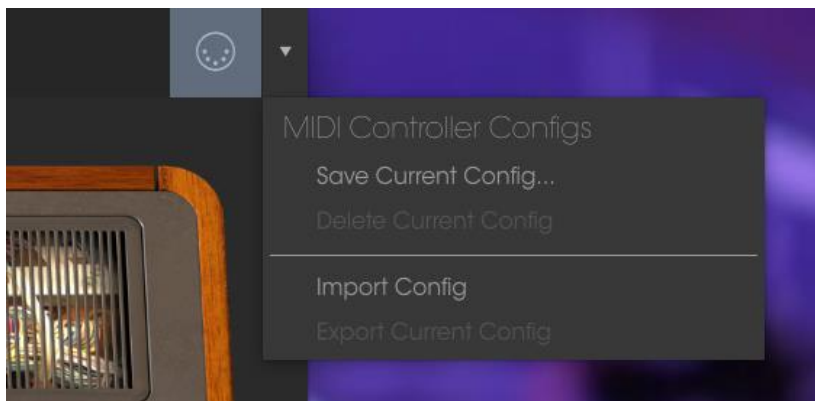 MIDI Controller Configs
Save Current Config...
Delete Current Config
Import Config
Export Current Config